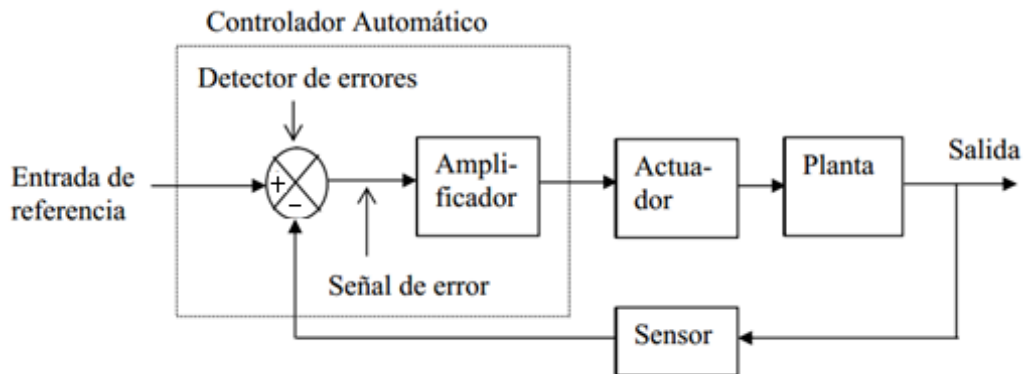 Controlador Automático
Detector de errores
Entrada de
referencia
+
−
Ampli-
ficador
Actua-
dor
Planta
Salida
Señal de error
Sensor